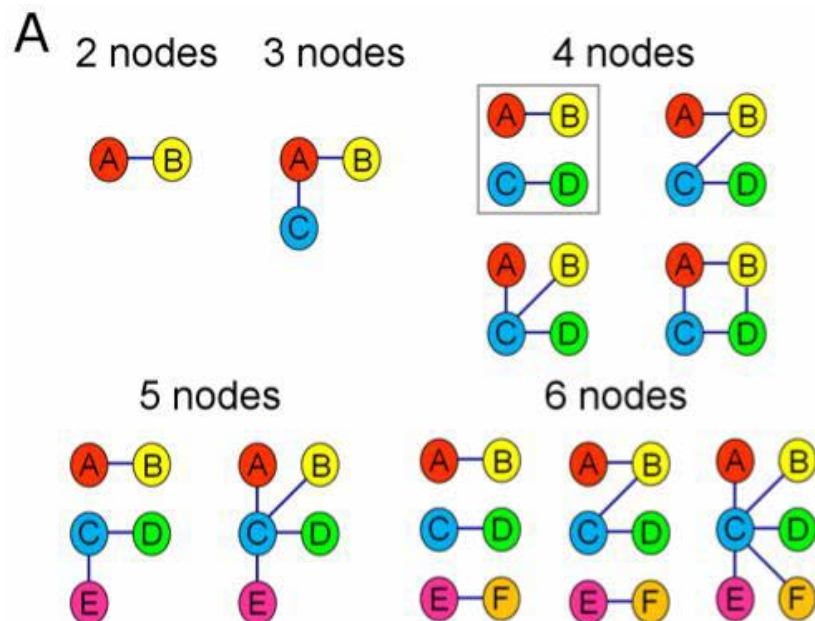 A
2 nodes 3 nodes 4 nodes
A B A B A B A B
C D C D
C
A B A B
C D C D
5 nodes 6 nodes
A B A B A B A B A B
C D C D C D C D C D
E E E F E F E F